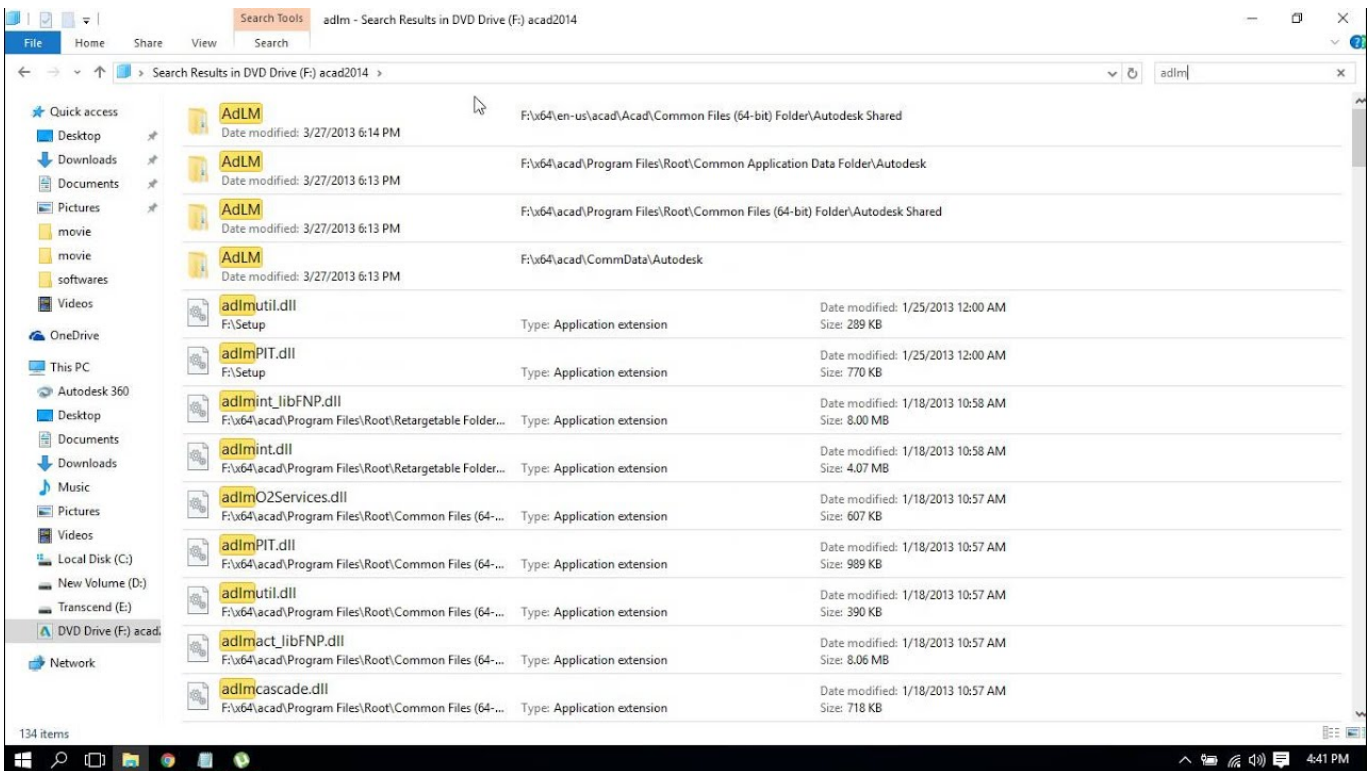 Search Tools
adlm - Search Results in DVD Drive (F:) acad2014
File Home Share View Search
Search Results in DVD Drive (F:) acad2014
adlm
Quick access
Desktop
Downloads
Documents
Pictures
movie
movie
softwares
Videos
OneDrive
This PC
Autodesk 360
Desktop
Documents
Downloads
Music
Pictures
Videos
Local Disk (C:)
New Volume (D:)
Transcend (E:)
DVD Drive (F:) acad.
Network
AdLM
F:\x64\en-us\acad\Acad\Common Files (64-bit) Folder\Autodesk Shared
Date modified: 3/27/2013 6:14 PM
AdLM
F:\x64\acad\Program Files\Root\Common Application Data Folder\Autodesk
Date modified: 3/27/2013 6:13 PM
AdLM
F:\x64\acad\Program Files\Root\Common Files (64-bit) Folder\Autodesk Shared
Date modified: 3/27/2013 6:13 PM
AdLM
F:\x64\acad\CommData\Autodesk
Date modified: 3/27/2013 6:13 PM
adlmutil.dll
Date modified: 1/25/2013 12:00 AM
F:\Setup Type: Application extension Size: 289 KB
adlmPIT.dll
Date modified: 1/25/2013 12:00 AM
F:\Setup Type: Application extension Size: 770 KB
adlmint_libFNP.dll
Date modified: 1/18/2013 10:58 AM
F:\x64\acad\Program Files\Root\Retargetable Folder... Type: Application extension Size: 8.00 MB
adlmint.dll
Date modified: 1/18/2013 10:58 AM
F:\x64\acad\Program Files\Root\Retargetable Folder... Type: Application extension Size: 4.07 MB
adlmO2Services.dll
Date modified: 1/18/2013 10:57 AM
F:\x64\acad\Program Files\Root\Common Files (64-... Type: Application extension Size: 607 KB
adlmPIT.dll
Date modified: 1/18/2013 10:57 AM
F:\x64\acad\Program Files\Root\Common Files (64-... Type: Application extension Size: 989 KB
adlmutil.dll
Date modified: 1/18/2013 10:57 AM
F:\x64\acad\Program Files\Root\Common Files (64-... Type: Application extension Size: 390 KB
adlmact_libFNP.dll
Date modified: 1/18/2013 10:57 AM
F:\x64\acad\Program Files\Root\Common Files (64-... Type: Application extension Size: 8.06 MB
adlmcascade.dll
Date modified: 1/18/2013 10:57 AM
F:\x64\acad\Program Files\Root\Common Files (64-... Type: Application extension Size: 718 KB
134 items
4:41 PM